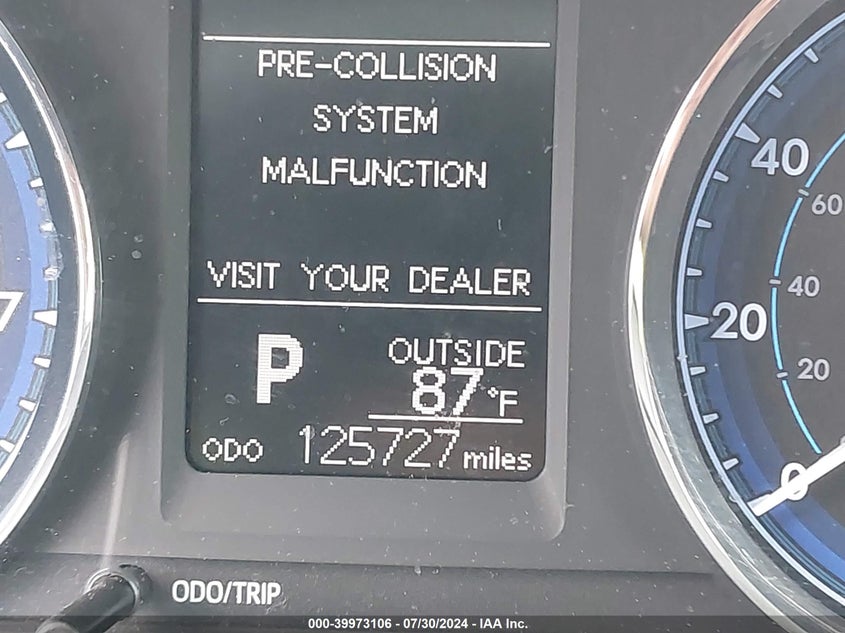 PRE-COLLISION
SYSTEM
MALFUNCTION
VISIT YOUR DEALER
P
OUTSIDE
87°F
ODO 125727 miles
7
40
20
0
60
40
20
ODO/TRIP
000-39973106 - 07/30/2024 - IAA Inc.